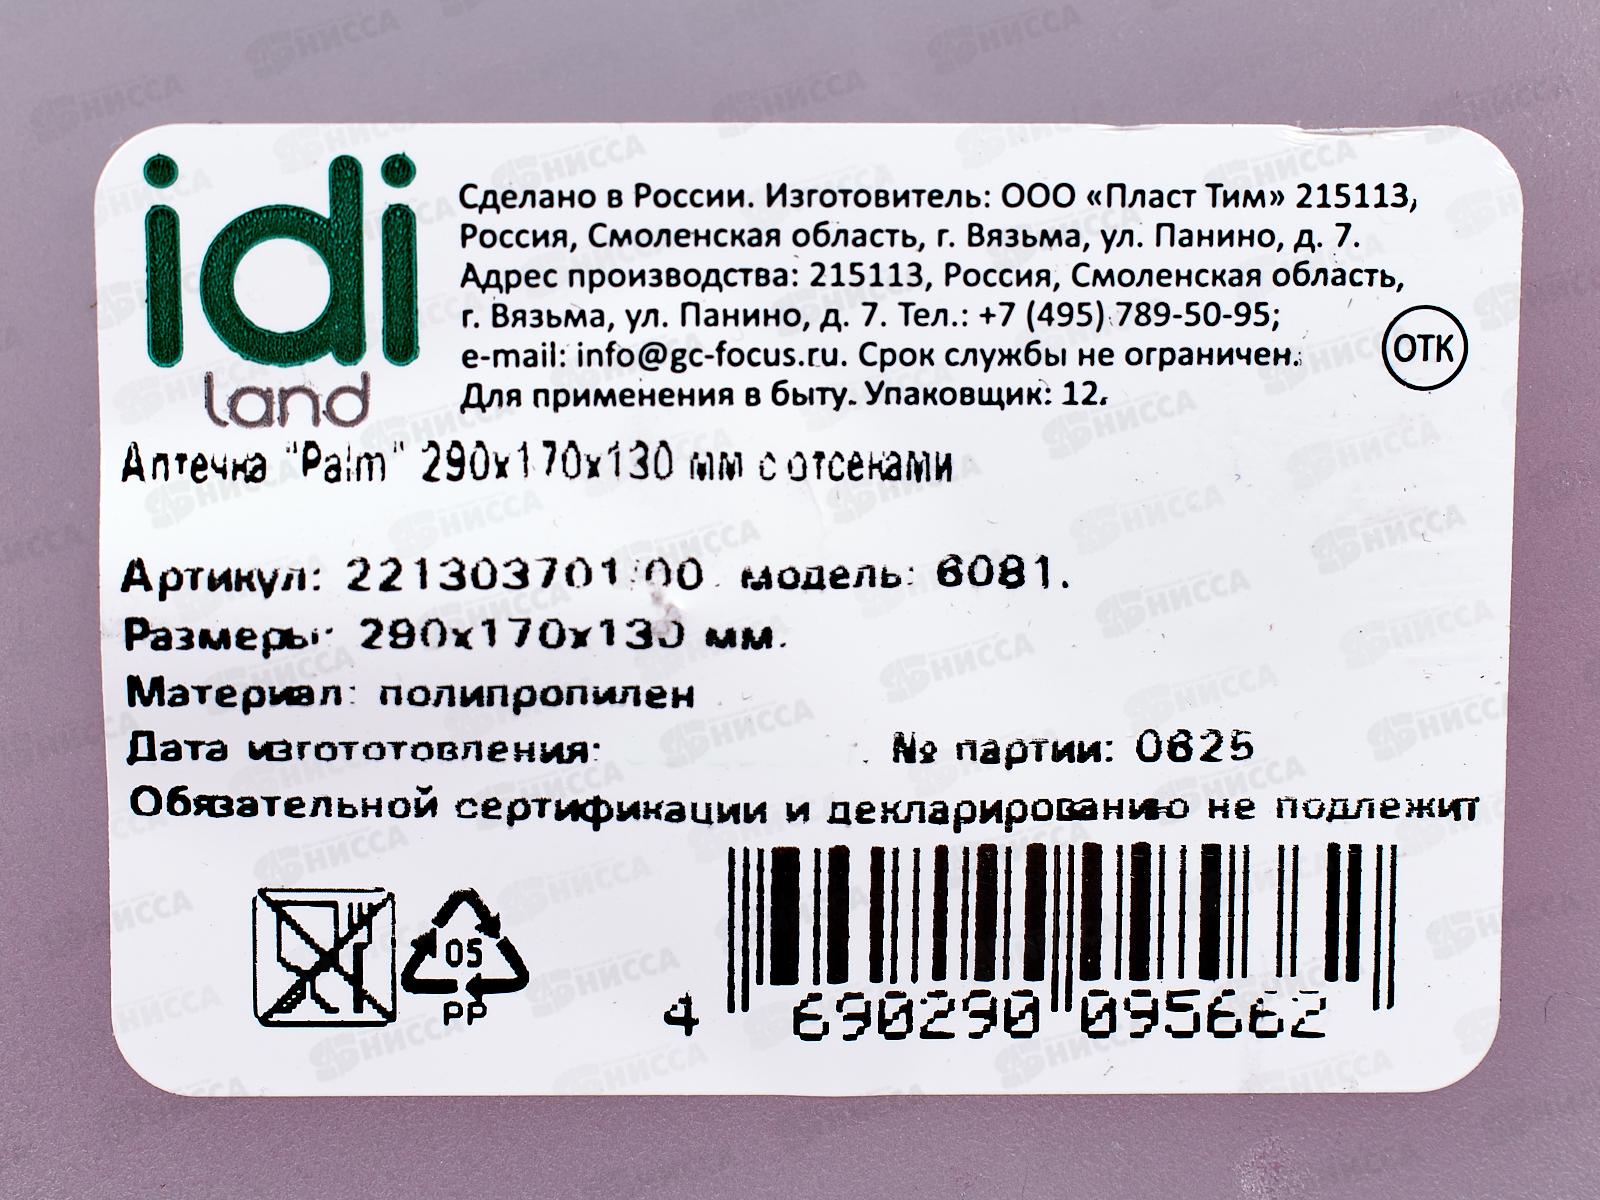 idi
land
Сделано в России. Изготовитель: ООО «Пласт Тим» 215113,
Россия, Смоленская область, г. Вязьма, ул. Панино, д. 7.
Адрес производства: 215113, Россия, Смоленская область,
г. Вязьма, ул. Панино, д. 7. Тел.: +7 (495) 789-50-95;
e-mail: info@gc-focus.ru. Срок службы не ограничен.
Для применения в быту. Упаковщик: 12.
ОТК
Аптечка "Palm" 290x170x130 мм с отсеками
Артикул: 221303701/00. модель: 6081.
Размеры: 290x170x130 мм.
Материал: полипропилен
Дата изгототовления: № партии: 0625
Обязательной сертификации и декларированию не подлежит
05
PP
4 690290 095662
НИССА